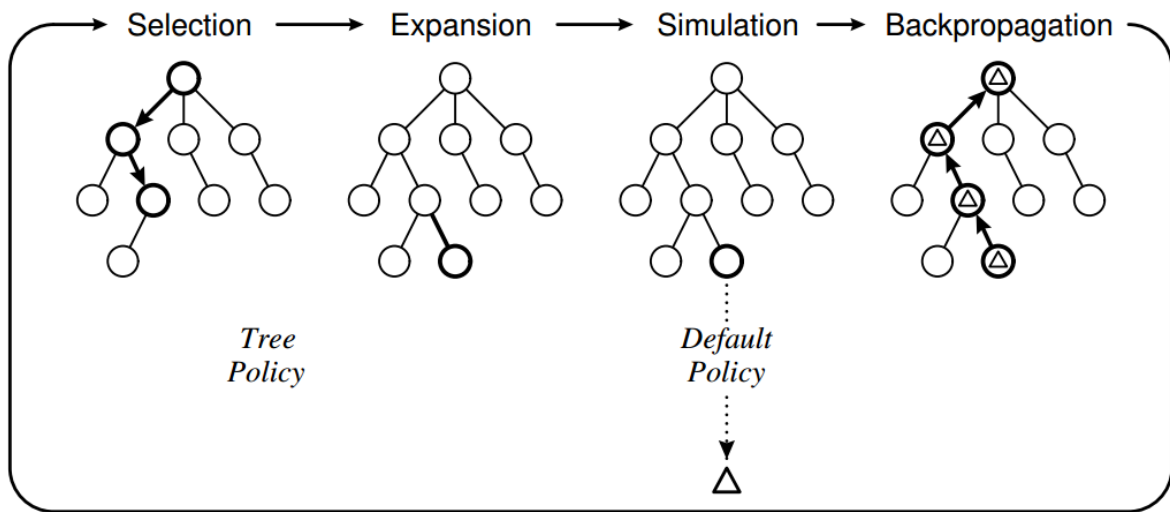 Selection
Expansion
Simulation
Backpropagation
Tree
Policy
Default
Policy